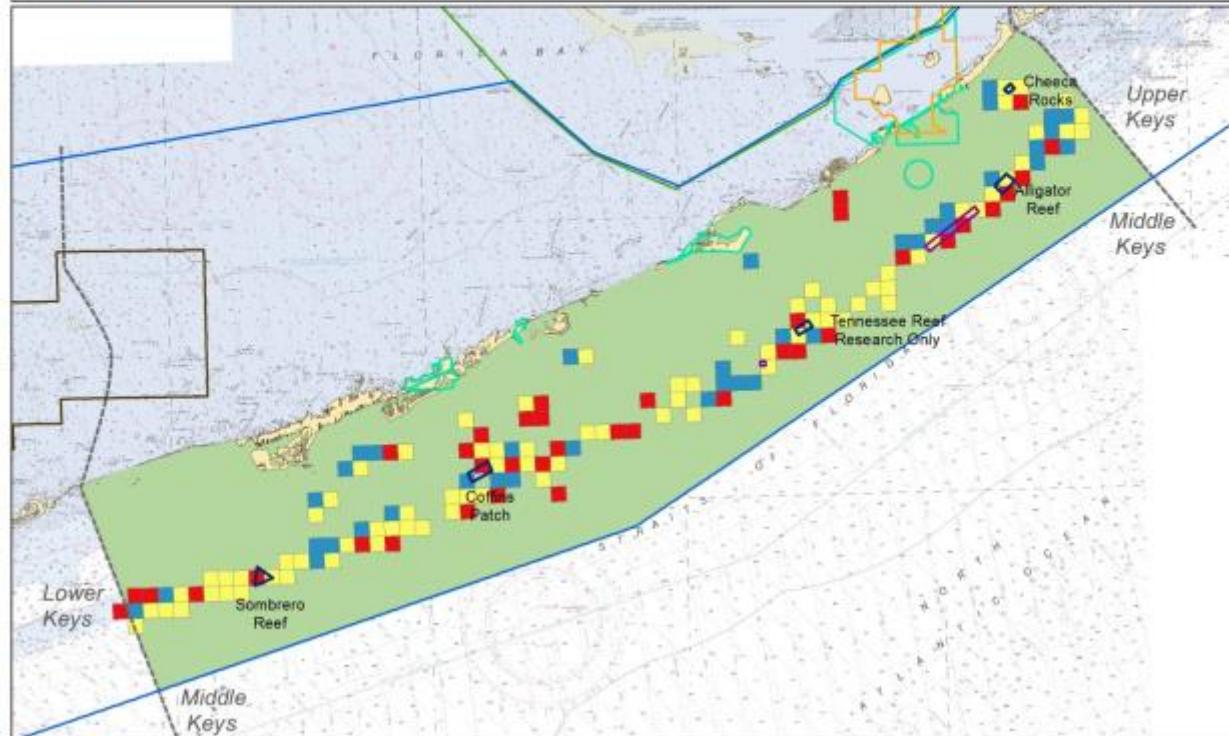 FLORIDA BAY
Cheeca
Rocks
Upper
Keys
Alligator
Reef
Middle
Keys
Tennessee Reef
Research Only
STRAITS OF FLORIDA
Coffins
Patch
NORTH
ATLANTIC OCEAN
Lower
Keys
Sombrero
Reef
Middle
Keys